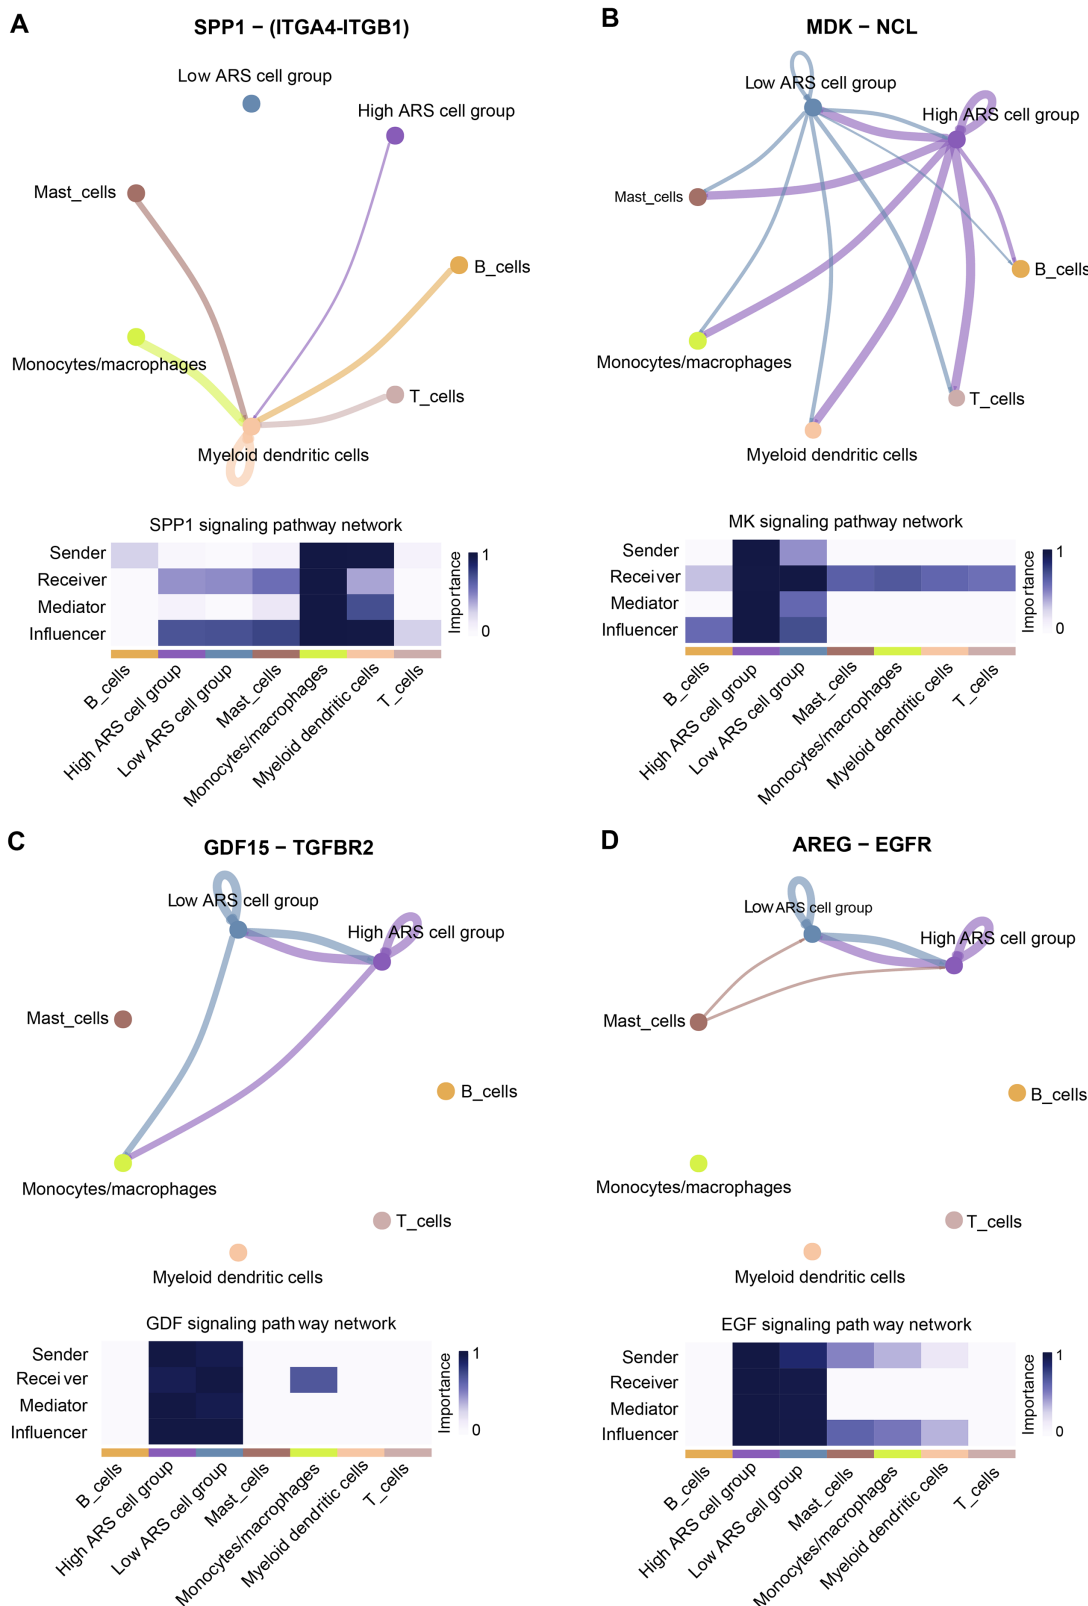 A
SPP1 − (ITGA4-ITGB1)
Low ARS cell group
High ARS cell group
Mast_cells
B_cells
Monocytes/macrophages
T_cells
Myeloid dendritic cells
SPP1 signaling pathway network
Sender
Receiver
Mediator
Influencer
Importance
1
0
B_cells
High ARS cell group
Low ARS cell group
Mast_cells
Monocytes/macrophages
Myeloid dendritic cells
T_cells
B
MDK − NCL
Low ARS cell group
High ARS cell group
Mast_cells
B_cells
Monocytes/macrophages
T_cells
Myeloid dendritic cells
MK signaling pathway network
Sender
Receiver
Mediator
Influencer
Importance
1
0
B_cells
High ARS cell group
Low ARS cell group
Mast_cells
Monocytes/macrophages
Myeloid dendritic cells
T_cells
C
GDF15 − TGFBR2
Low ARS cell group
High ARS cell group
Mast_cells
B_cells
Monocytes/macrophages
T_cells
Myeloid dendritic cells
GDF signaling path way network
Sender
Receiver
Mediator
Influencer
Importance
1
0
B_cells
High ARS cell group
Low ARS cell group
Mast_cells
Monocytes/macrophages
Myeloid dendritic cells
T_cells
D
AREG − EGFR
Low ARS cell group
High ARS cell group
Mast_cells
B_cells
Monocytes/macrophages
T_cells
Myeloid dendritic cells
EGF signaling path way network
Sender
Receiver
Mediator
Influencer
Importance
1
0
B_cells
High ARS cell group
Low ARS cell group
Mast_cells
Monocytes/macrophages
Myeloid dendritic cells
T_cells